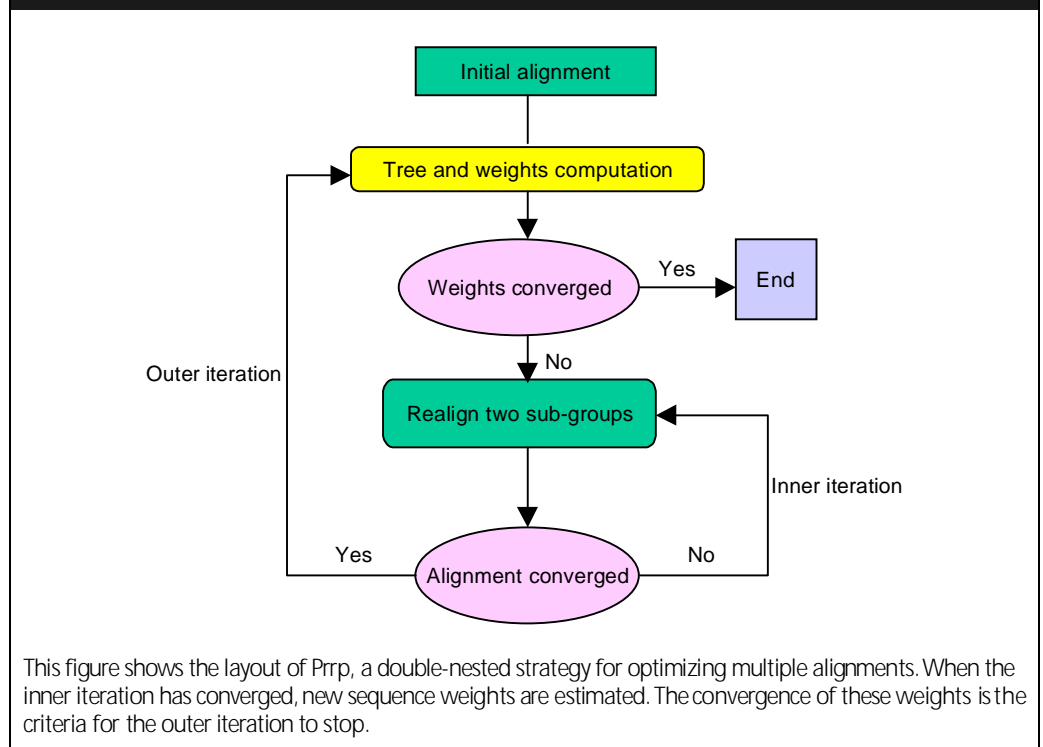 Initial alignment
Tree and weights computation
Weights converged
Yes
End
No
Outer iteration
Realign two sub-groups
Inner iteration
Yes
No
Alignment converged
This figure shows the layout of Prrp, a double-nested strategy for optimizing multiple alignments. When the
inner iteration has converged, new sequence weights are estimated. The convergence of these weights is the
criteria for the outer iteration to stop.